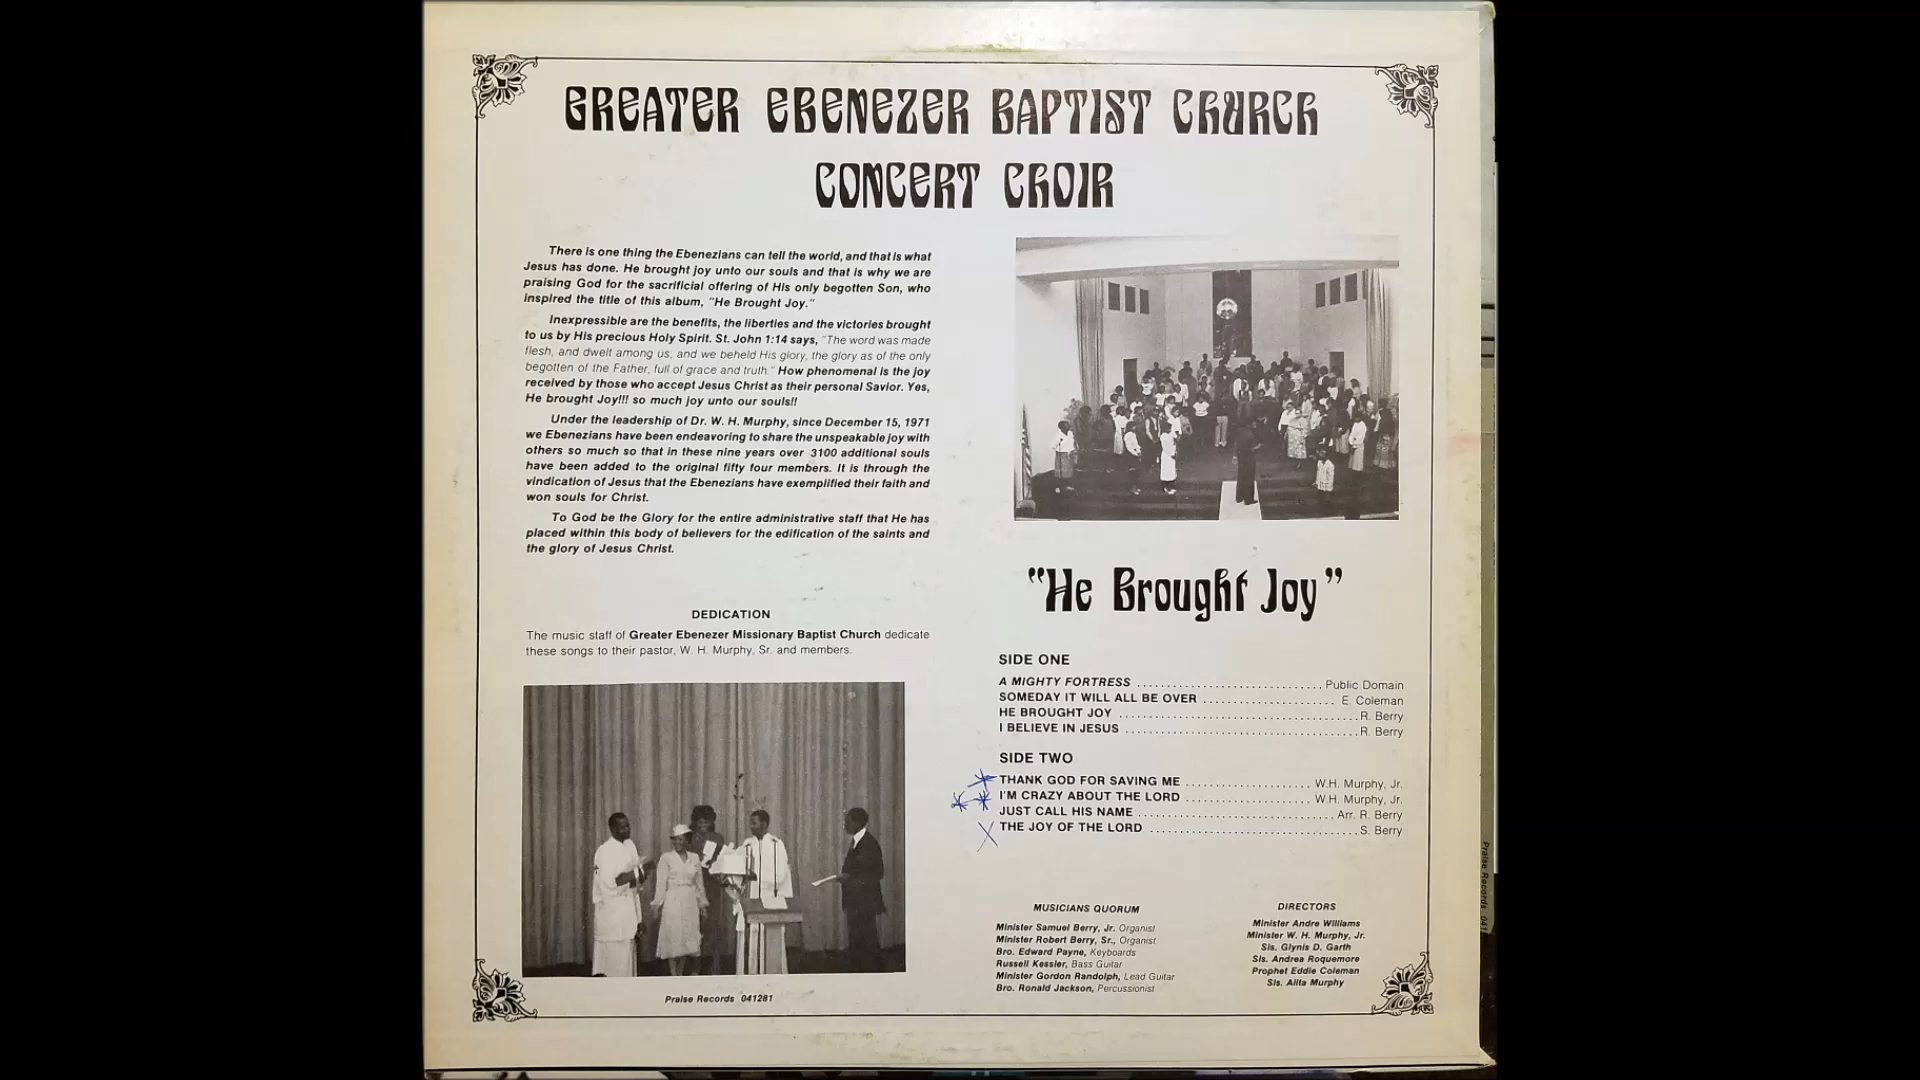 GREATER EBENEZER BAPTIST CHURCH
CONCERT CHOIR
There is one thing the Ebenezians can tell the world, and that is what
Jesus has done. He brought joy unto our souls and that is why we are
praising God for the sacrificial offering of His only begotten Son, who
inspired the title of this album, "He Brought Joy."
Inexpressible are the benefits, the liberties and the victories brought
to us by His precious Holy Spirit. St. John 1:14 says, "The word was made
flesh, and dwelt among us, and we beheld His glory, the glory as of the only
begotten of the Father, full of grace and truth." How phenomenal is the joy
received by those who accept Jesus Christ as their personal Savior. Yes,
He brought Joy!!! so much joy unto our souls!!
Under the leadership of Dr. W. H. Murphy, since December 15, 1971
we Ebenezians have been endeavoring to share the unspeakable joy with
others so much so that in these nine years over 3100 additional souls
have been added to the original fifty four members. It is through the
vindication of Jesus that the Ebenezians have exemplified their faith and
won souls for Christ.
To God be the Glory for the entire administrative staff that He has
placed within this body of believers for the edification of the saints and
the glory of Jesus Christ.
DEDICATION
The music staff of Greater Ebenezer Missionary Baptist Church dedicate
these songs to their pastor, W. H. Murphy, Sr. and members.
Praise Records 041281
"He Brought Joy"
SIDE ONE
A MIGHTY FORTRESS ........ Public Domain
SOMEDAY IT WILL ALL BE OVER ........ E. Coleman
HE BROUGHT JOY ........ R. Berry
I BELIEVE IN JESUS ........ R. Berry
SIDE TWO
THANK GOD FOR SAVING ME ........ W.H. Murphy, Jr.
I'M CRAZY ABOUT THE LORD ........ W.H. Murphy, Jr.
JUST CALL HIS NAME ........ Arr. R. Berry
THE JOY OF THE LORD ........ S. Berry
MUSICIANS QUORUM
Minister Samuel Berry, Jr. Organist
Minister Robert Berry, Sr., Organist
Bro. Edward Payne, Keyboards
Russell Kessler, Bass Guitar
Minister Gordon Randolph, Lead Guitar
Bro. Ronald Jackson, Percussionist
DIRECTORS
Minister Andre Williams
Minister W. H. Murphy, Jr.
Sis. Glynis D. Garth
Sis. Andrea Roquemore
Prophet Eddie Coleman
Sis. Alita Murphy
Praise Records